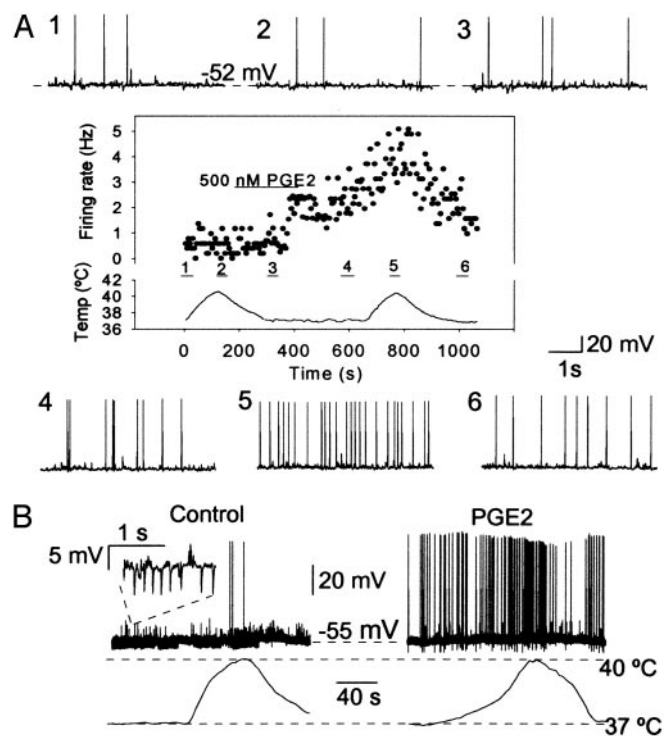 A
1
2
3
-52 mV
Firing rate (Hz)
5
4
3
2
1
0
500 nM PGE2
1 2 3 4 5 6
Temp (ºC)
42
40
38
36
0 200 400 600 800 1000
Time (s)
20 mV
1s
4
5
6
B
Control
PGE2
1 s
5 mV
20 mV
-55 mV
40 ºC
40 s
37 ºC